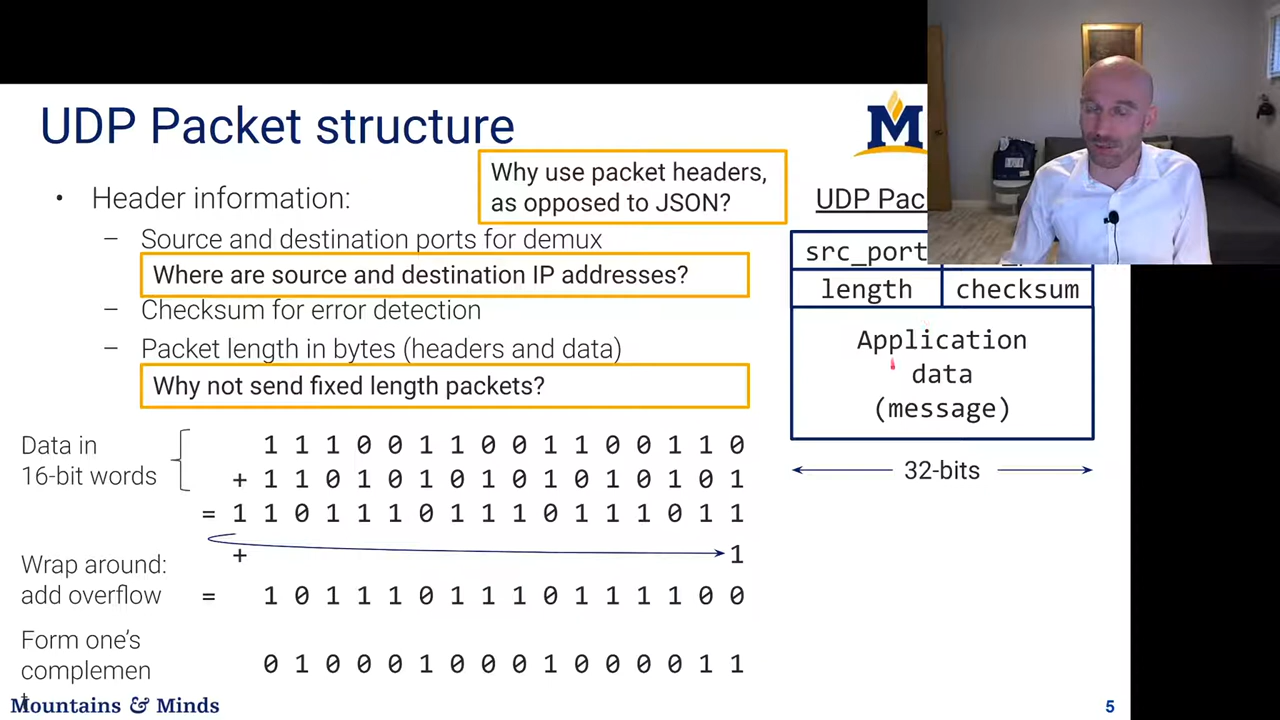 UDP Packet structure
M
Why use packet headers,
as opposed to JSON?
• Header information:
– Source and destination ports for demux
Where are source and destination IP addresses?
– Checksum for error detection
– Packet length in bytes (headers and data)
Why not send fixed length packets?
Data in
16-bit words
1 1 1 0 0 1 1 0 0 1 1 0 0 1 1 0
+ 1 1 0 1 0 1 0 1 0 1 0 1 0 1 0 1
= 1 1 0 1 1 1 0 1 1 1 0 1 1 1 0 1 1
+ 1
Wrap around:
add overflow
= 1 0 1 1 1 0 1 1 1 0 1 1 1 1 0 0
Form one's
complemen
t
0 1 0 0 0 1 0 0 0 1 0 0 0 0 1 1
UDP Pac
src_port
length checksum
Application
data
(message)
32-bits
Mountains & Minds
5